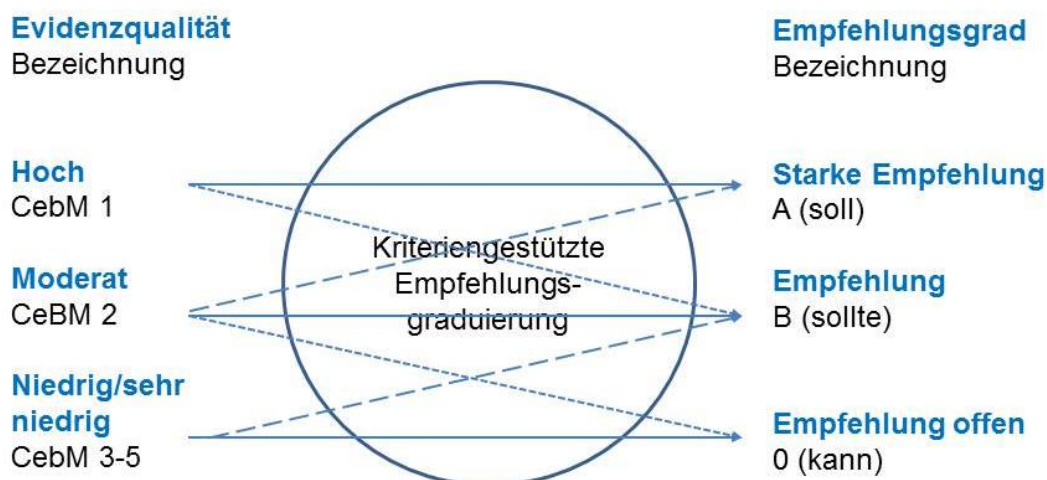 Evidenzqualität
Bezeichnung
Empfehlungsgrad
Bezeichnung
Hoch
CebM 1
Starke Empfehlung
A (soll)
Kriteriengestützte
Empfehlungs-
graduierung
Moderat
CeBM 2
Empfehlung
B (sollte)
Niedrig/sehr
niedrig
CebM 3-5
Empfehlung offen
0 (kann)